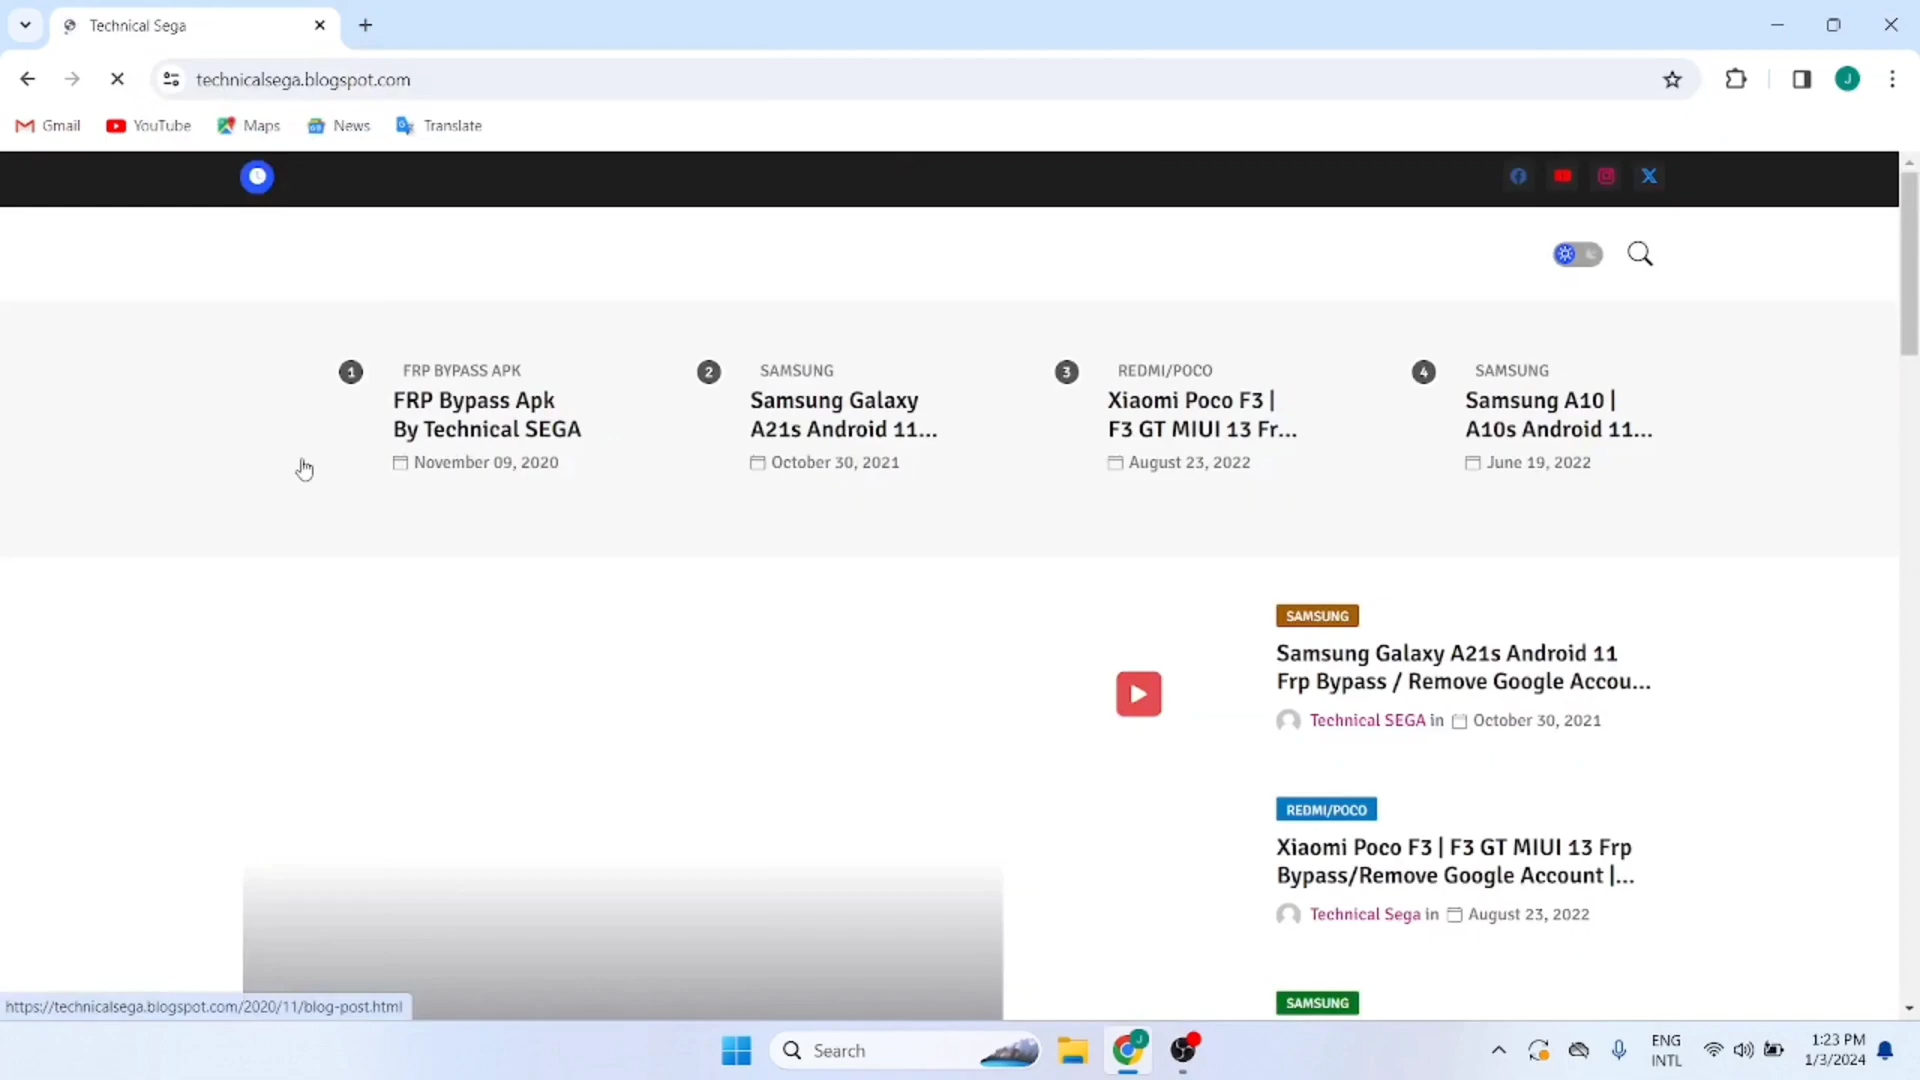 Technical Sega
technicalsega.blogspot.com
J
Gmail
YouTube
Maps
News
Translate
1
FRP BYPASS APK
FRP Bypass Apk
By Technical SEGA
November 09, 2020
2
SAMSUNG
Samsung Galaxy
A21s Android 11...
October 30, 2021
3
REDMI/POCO
Xiaomi Poco F3 |
F3 GT MIUI 13 Fr...
August 23, 2022
4
SAMSUNG
Samsung A10 |
A10s Android 11...
June 19, 2022
SAMSUNG
Samsung Galaxy A21s Android 11
Frp Bypass / Remove Google Accou...
Technical SEGA in October 30, 2021
REDMI/POCO
Xiaomi Poco F3 | F3 GT MIUI 13 Frp
Bypass/Remove Google Account |...
Technical Sega in August 23, 2022
SAMSUNG
https://technicalsega.blogspot.com/2020/11/blog-post.html
Search
J
ENG
INTL
1:23 PM
1/3/2024